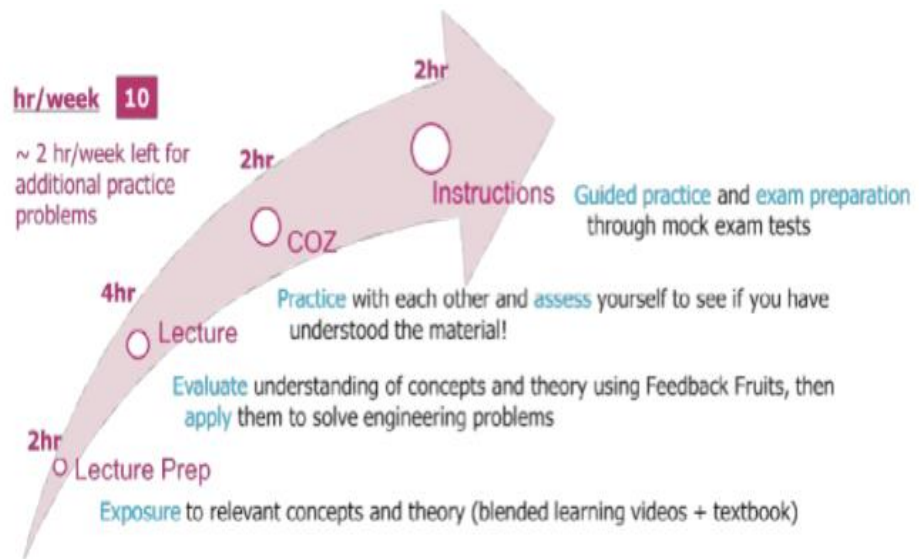 2hr
hr/week 10
~ 2 hr/week left for
additional practice
problems
2hr
Instructions
Guided practice and exam preparation
through mock exam tests
COZ
4hr
Practice with each other and assess yourself to see if you have
understood the material!
Lecture
Evaluate understanding of concepts and theory using Feedback Fruits, then
apply them to solve engineering problems
2hr
Lecture Prep
Exposure to relevant concepts and theory (blended learning videos + textbook)